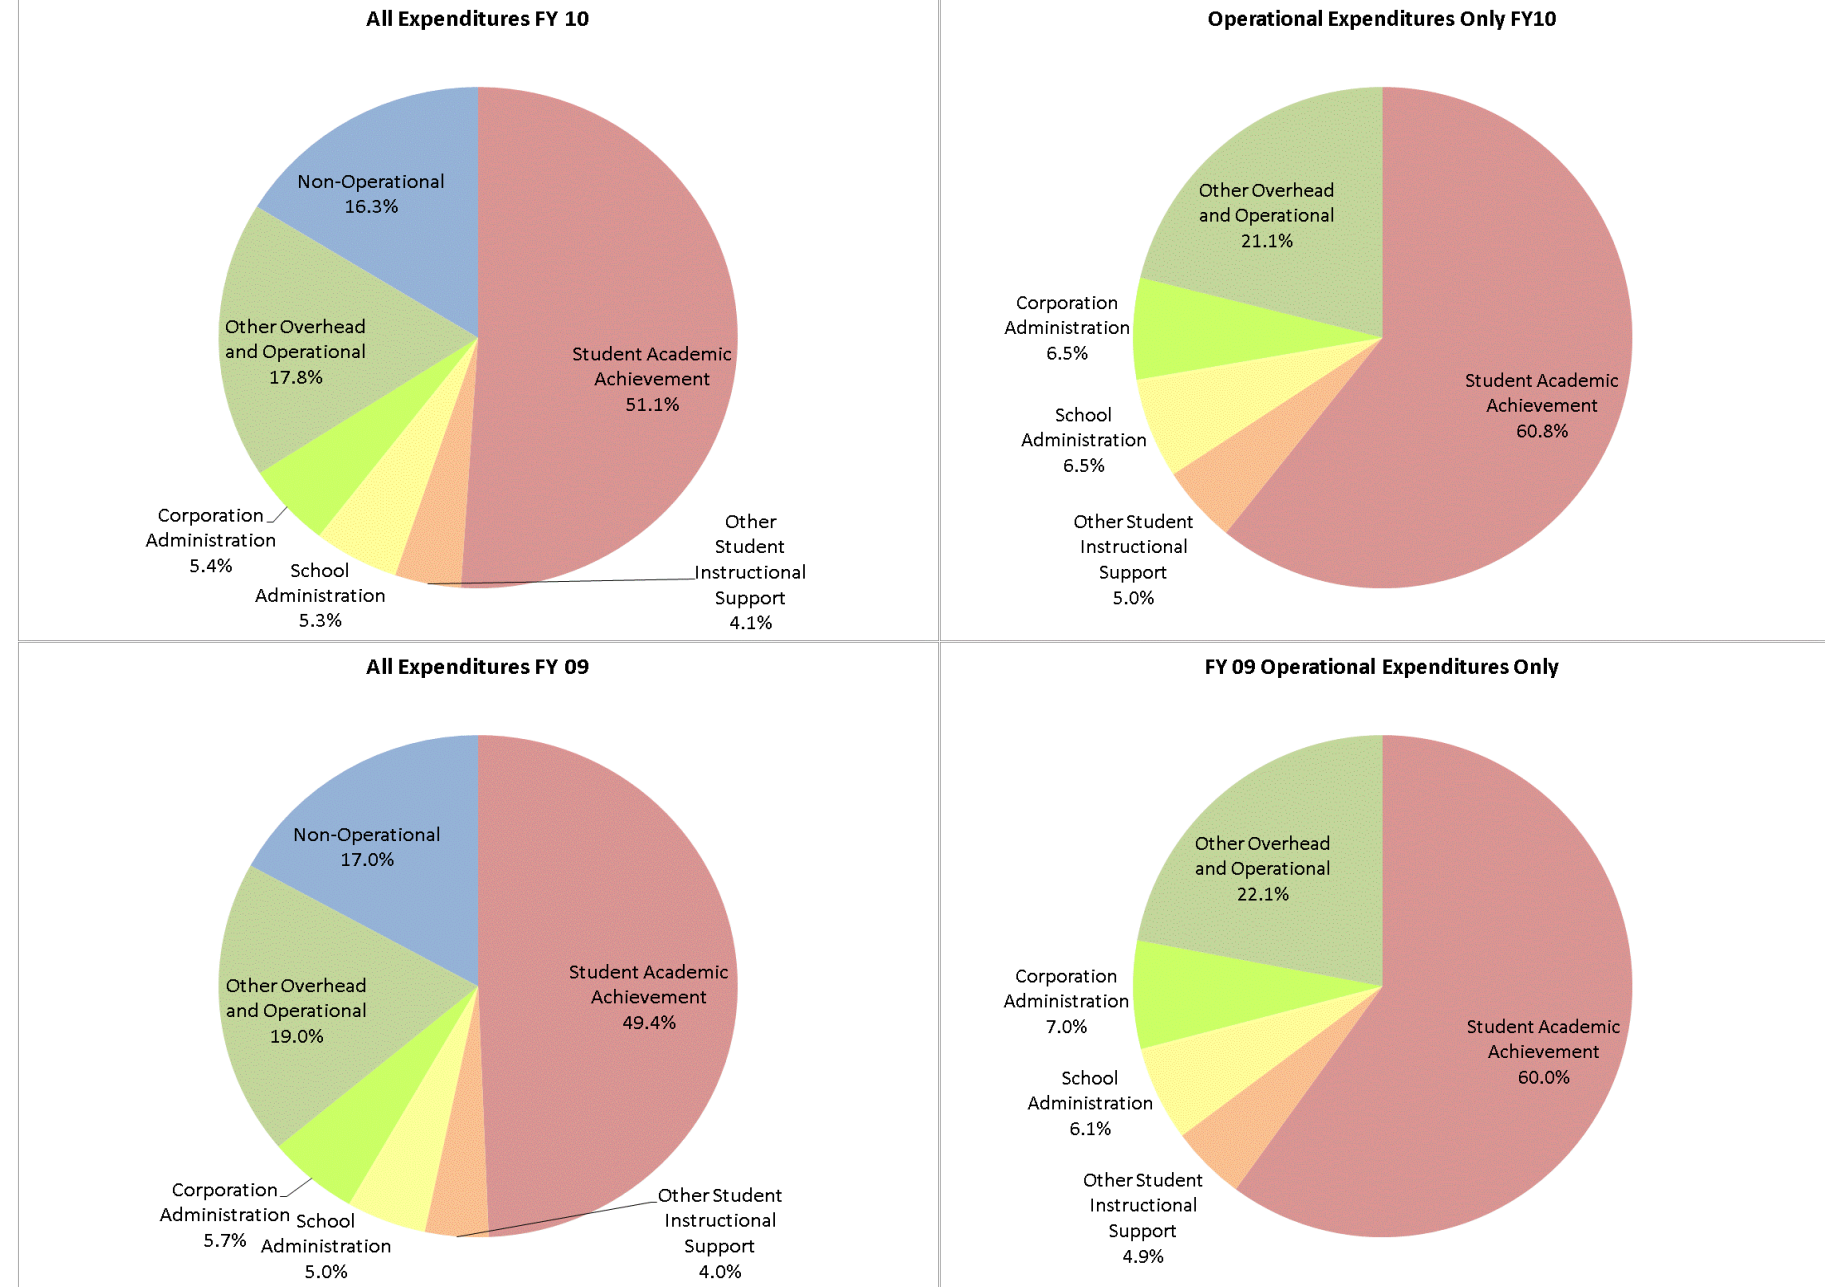 All Expenditures FY 10
Non-Operational
16.3%
Other Overhead
and Operational
17.8%
Student Academic
Achievement
51.1%
Corporation
Administration
5.4%
School
Administration
5.3%
Other
Student
Instructional
Support
4.1%
Operational Expenditures Only FY10
Other Overhead
and Operational
21.1%
Corporation
Administration
6.5%
School
Administration
6.5%
Student Academic
Achievement
60.8%
Other Student
Instructional
Support
5.0%
All Expenditures FY 09
Non-Operational
17.0%
Other Overhead
and Operational
19.0%
Student Academic
Achievement
49.4%
Corporation
Administration
5.7%
School
Administration
5.0%
Other Student
Instructional
Support
4.0%
FY 09 Operational Expenditures Only
Other Overhead
and Operational
22.1%
Corporation
Administration
7.0%
Student Academic
Achievement
60.0%
School
Administration
6.1%
Other Student
Instructional
Support
4.9%